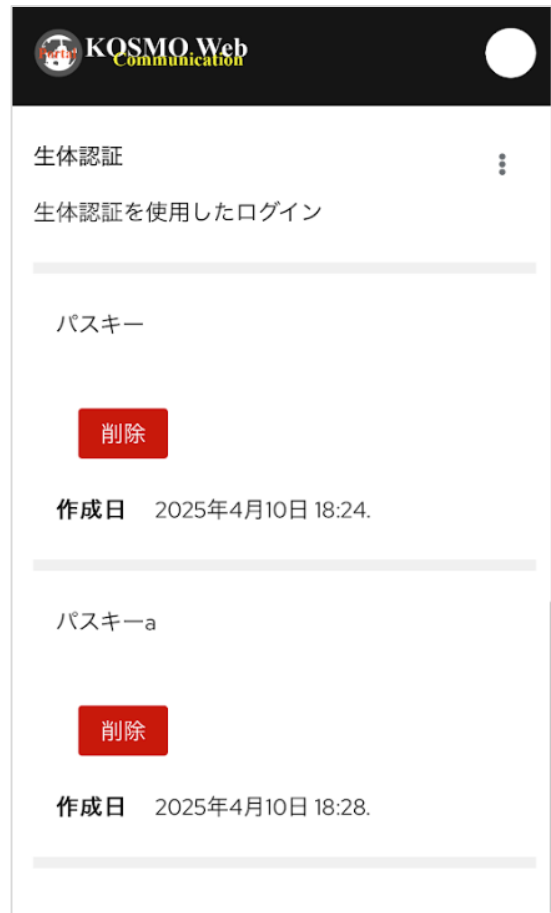 Portal KOSMO Web
Communication
生体認証
生体認証を使用したログイン
パスキー
削除
作成日 2025年4月10日 18:24.
パスキーa
削除
作成日 2025年4月10日 18:28.